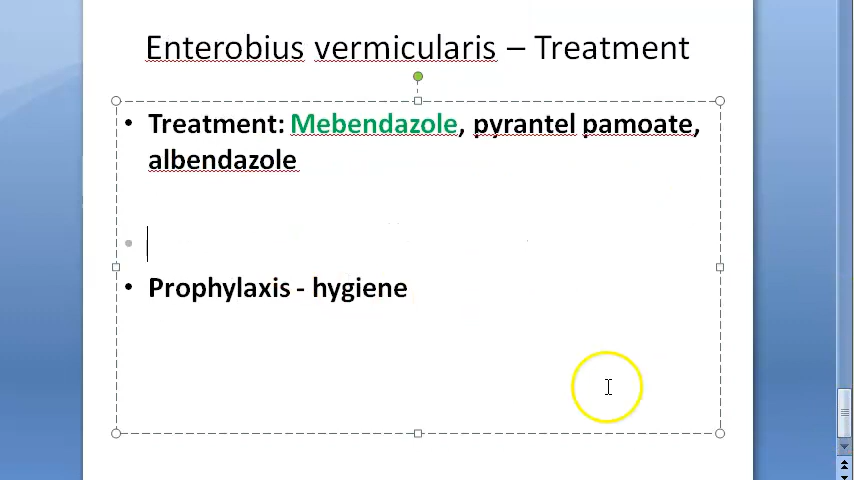 Enterobius vermicularis – Treatment
• Treatment: Mebendazole, pyrantel pamoate,
albendazole
• Prophylaxis - hygiene